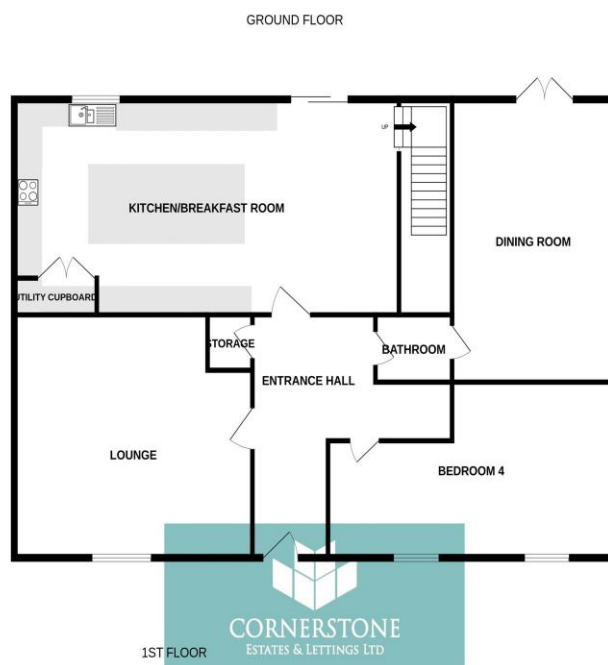 GROUND FLOOR
UP
KITCHEN/BREAKFAST ROOM
DINING ROOM
UTILITY CUPBOARD
STORAGE
BATHROOM
ENTRANCE HALL
LOUNGE
BEDROOM 4
CORNERSTONE
ESTATES & LETTINGS LTD
1ST FLOOR